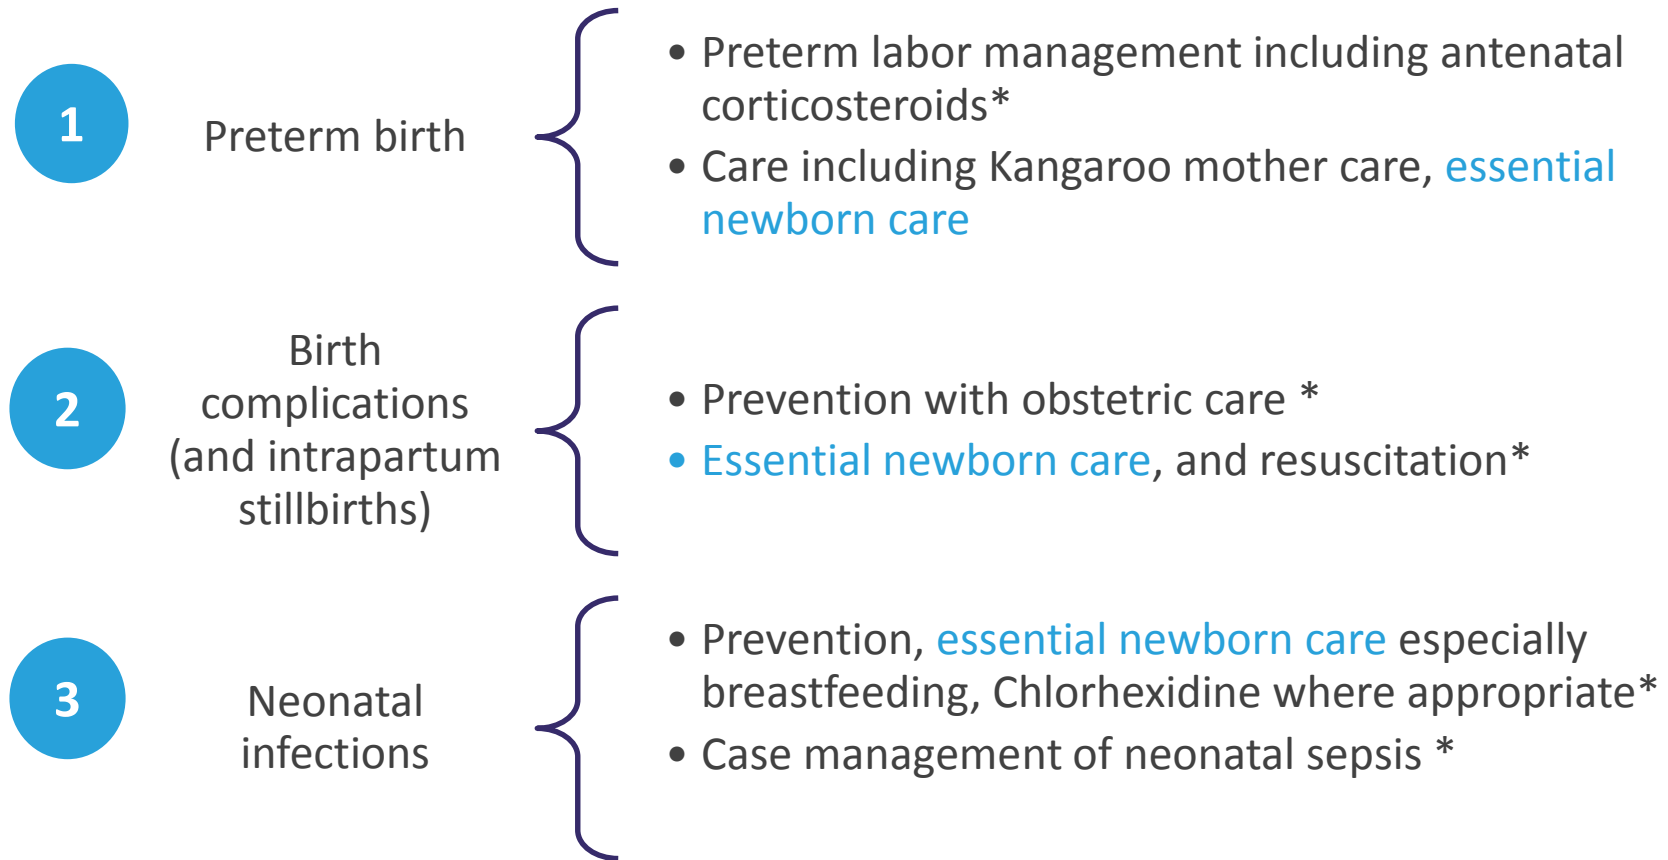 1
Preterm birth
• Preterm labor management including antenatal
corticosteroids*
• Care including Kangaroo mother care, essential
newborn care
2
Birth
complications
(and intrapartum
stillbirths)
• Prevention with obstetric care *
• Essential newborn care, and resuscitation*
3
Neonatal
infections
• Prevention, essential newborn care especially
breastfeeding, Chlorhexidine where appropriate*
• Case management of neonatal sepsis *